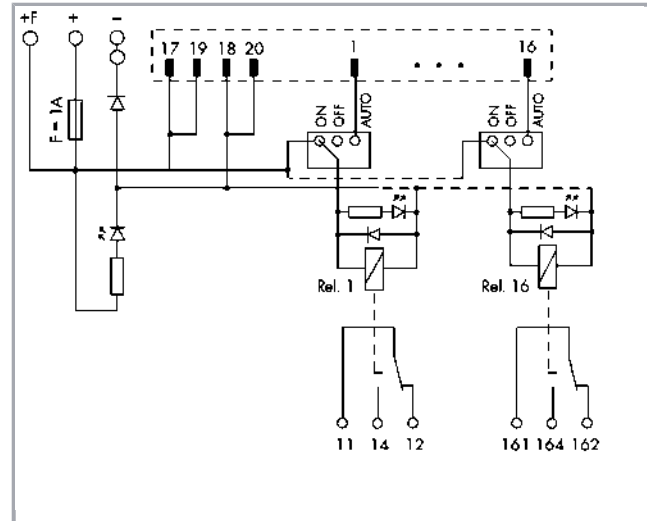 +F + -
17 19 18 20 1 • • • 16
F = 1A
ON OFF AUTO
ON OFF AUTO
Rel. 1
Rel. 16
11 14 12
161 164 162